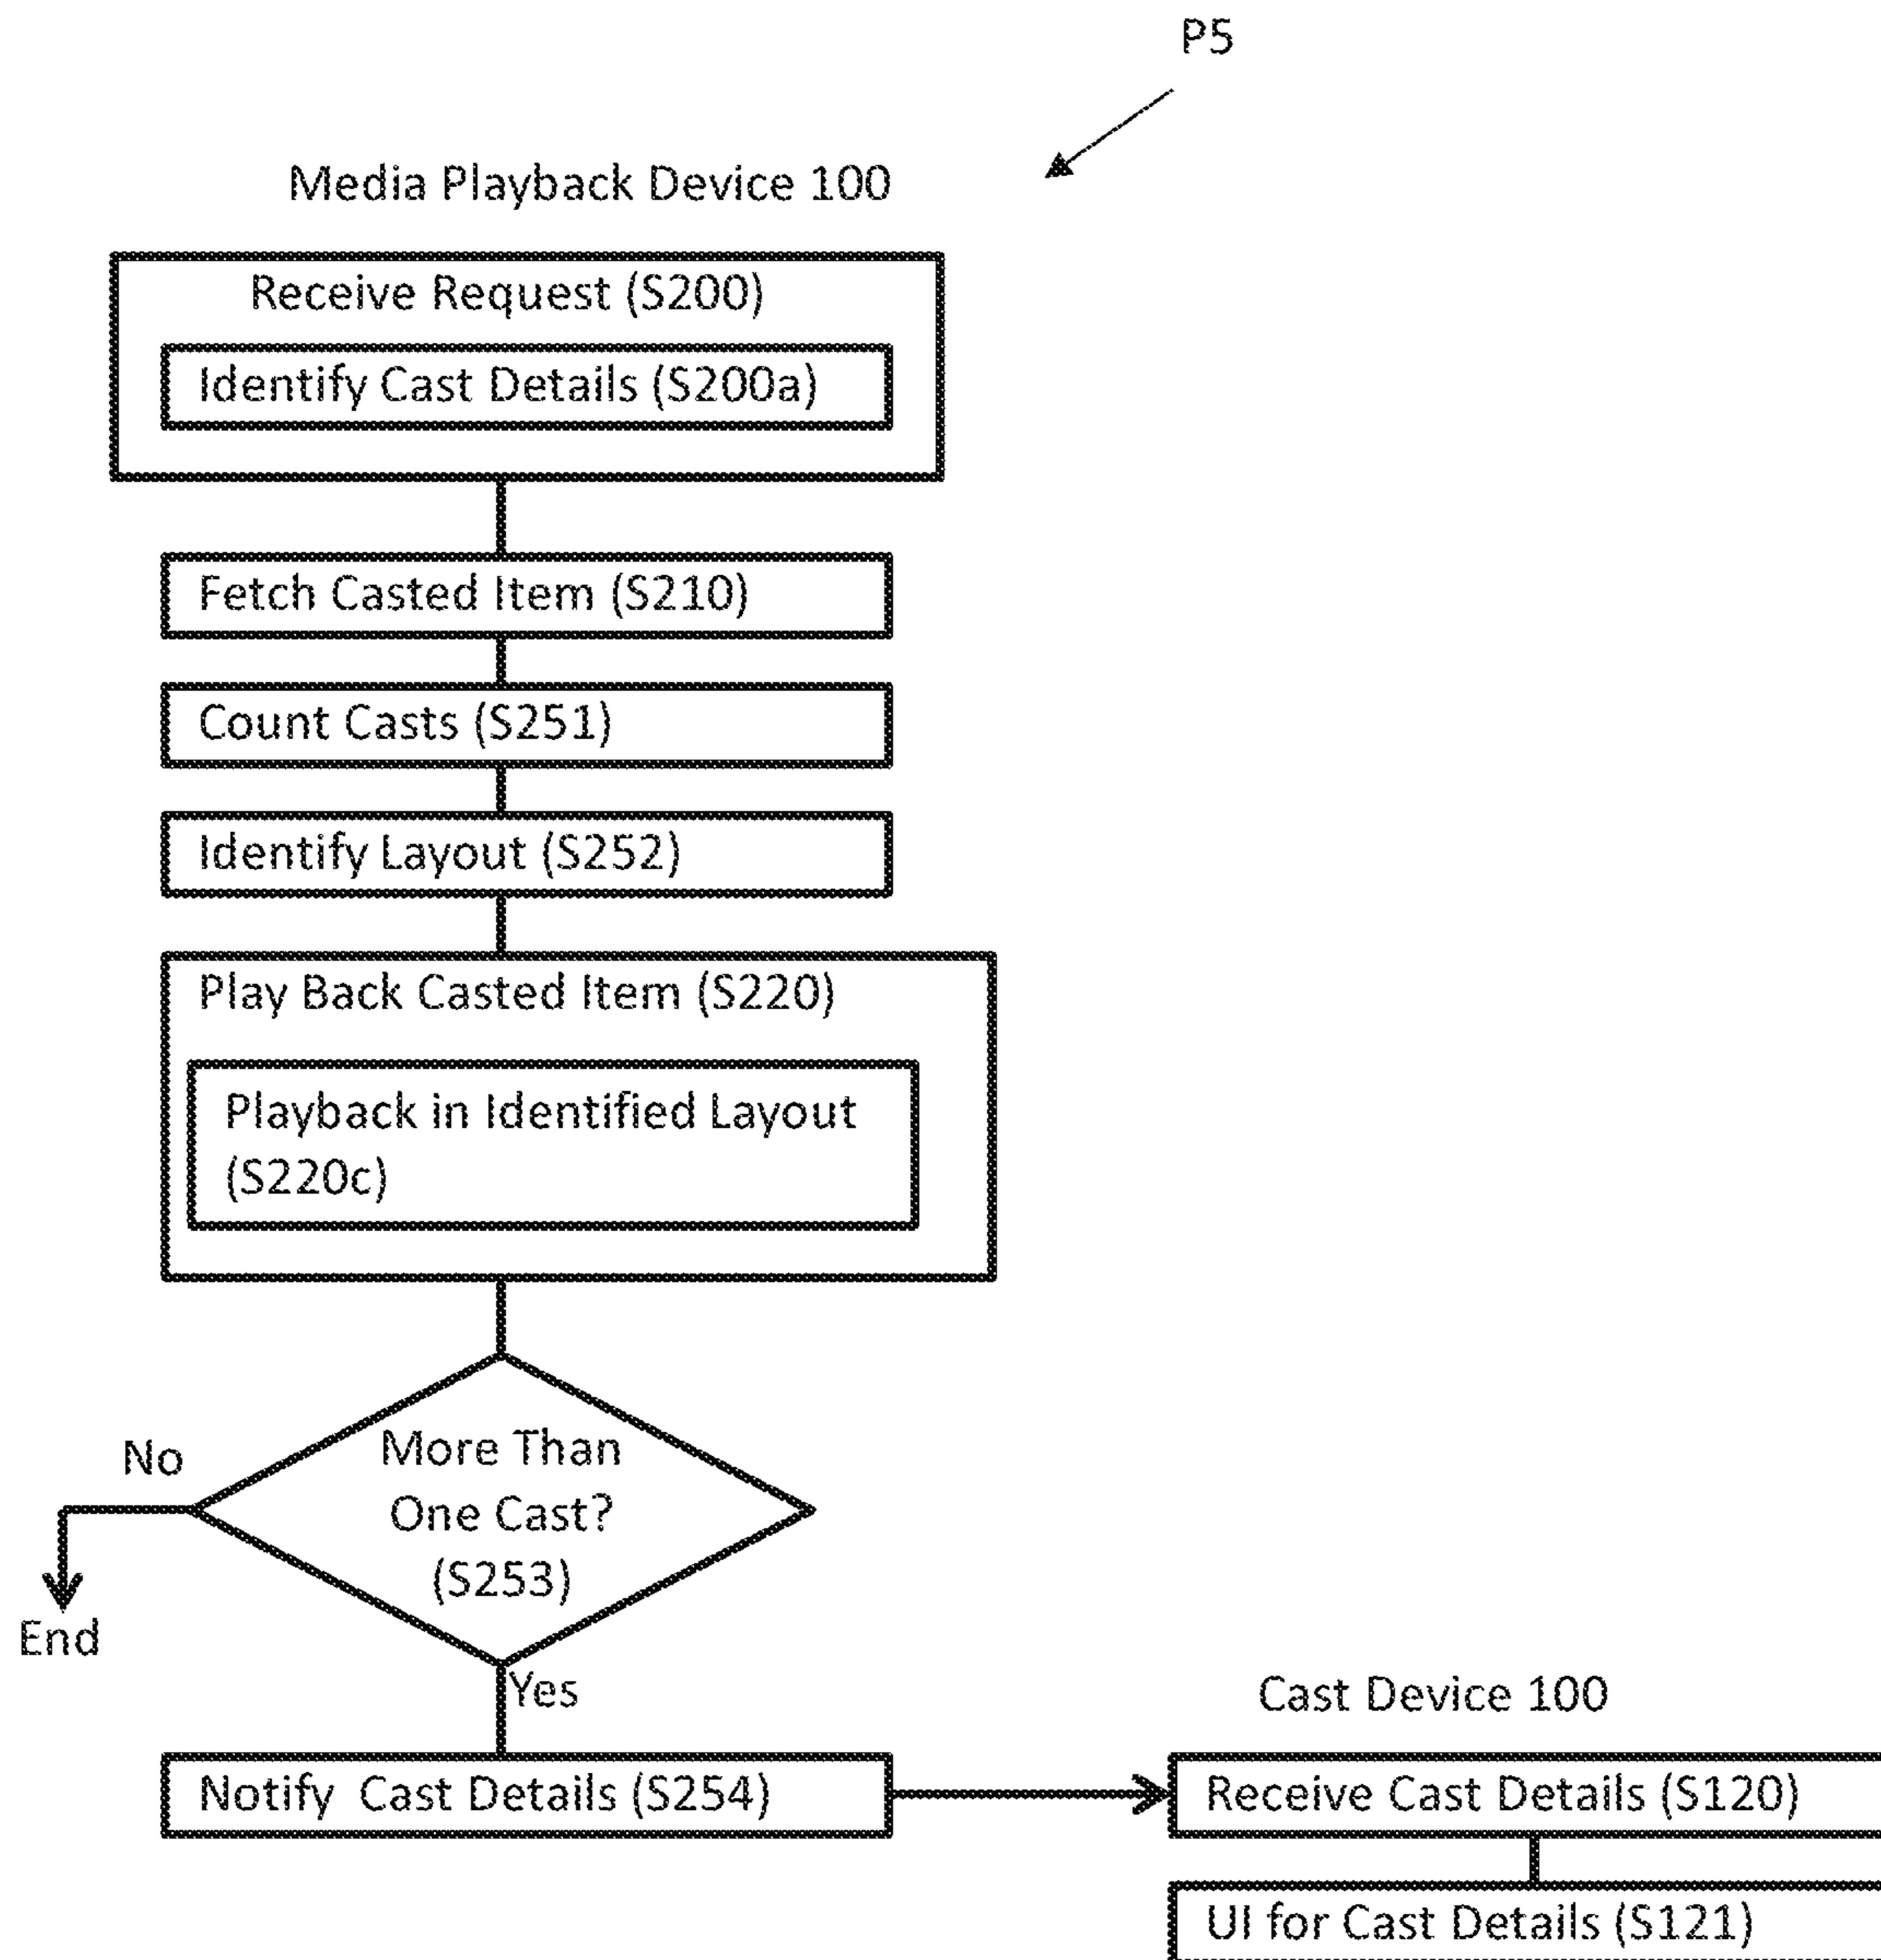 P5
Media Playback Device 100
Receive Request (S200)
Identify Cast Details (S200a)
Fetch Casted Item (S210)
Count Casts (S251)
Identify Layout (S252)
Play Back Casted Item (S220)
Playback in Identified Layout
(S220c)
More Than
One Cast?
(S253)
No
End
Yes
Notify Cast Details (S254)
Cast Device 100
Receive Cast Details (S120)
UI for Cast Details (S121)